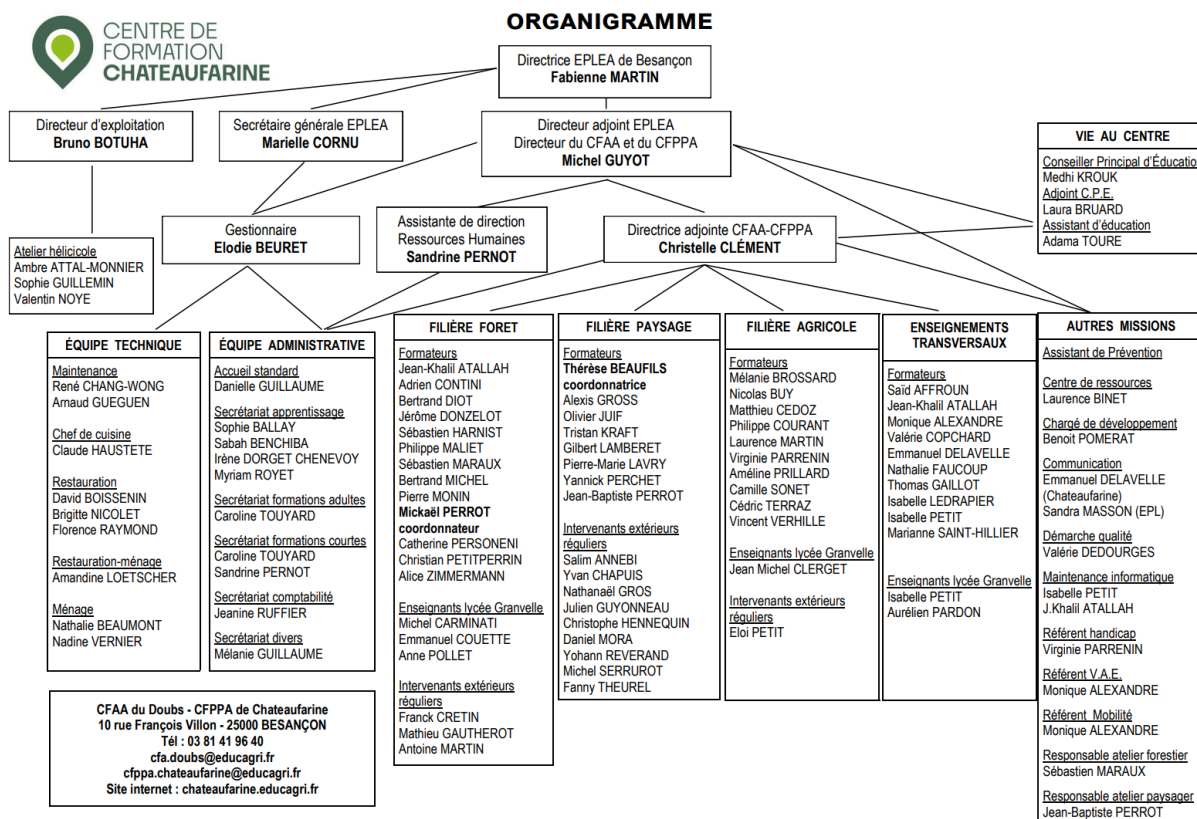 CENTRE DE
FORMATION
CHATEAUFARINE
ORGANIGRAMME
Directrice EPLEA de Besançon
Fabienne MARTIN
Directeur d'exploitation
Bruno BOTUHA
Secrétaire générale EPLEA
Marielle CORNU
Directeur adjoint EPLEA
Directeur du CFAA et du CFPPA
Michel GUYOT
VIE AU CENTRE
Conseiller Principal d'Éducatio
Medhi KROUK
Adjoint C.P.E.
Laura BRUARD
Assistant d'éducation
Adama TOURE
Gestionnaire
Elodie BEURET
Assistante de direction
Ressources Humaines
Sandrine PERNOT
Directrice adjointe CFAA-CFPPA
Christelle CLÉMENT
Atelier hélicicole
Ambre ATTAL-MONNIER
Sophie GUILLEMIN
Valentin NOYE
ÉQUIPE TECHNIQUE
Maintenance
René CHANG-WONG
Arnaud GUEGUEN
Chef de cuisine
Claude HAUSTETE
Restauration
David BOISSENIN
Brigitte NICOLET
Florence RAYMOND
Restauration-ménage
Amandine LOETSCHER
Ménage
Nathalie BEAUMONT
Nadine VERNIER
ÉQUIPE ADMINISTRATIVE
Accueil standard
Danielle GUILLAUME
Secrétariat apprentissage
Sophie BALLAY
Sabah BENCHIBA
Irène DORGET CHENEVOY
Myriam ROYET
Secrétariat formations adultes
Caroline TOUYARD
Secrétariat formations courtes
Caroline TOUYARD
Sandrine PERNOT
Secrétariat comptabilité
Jeanine RUFFIER
Secrétariat divers
Mélanie GUILLAUME
FILIÈRE FORET
Formateurs
Jean-Khalil ATALLAH
Adrien CONTINI
Bertrand DIOT
Jérôme DONZELOT
Sébastien HARNIST
Philippe MALIET
Sébastien MARAUX
Bertrand MICHEL
Pierre MONIN
Mickaël PERROT
coordonnateur
Catherine PERSONENI
Christian PETITPERRIN
Alice ZIMMERMANN
Enseignants lycée Granvelle
Michel CARMINATI
Emmanuel COUETTE
Anne POLLET
Intervenants extérieurs
réguliers
Franck CRETIN
Mathieu GAUTHEROT
Antoine MARTIN
FILIÈRE PAYSAGE
Formateurs
Thérèse BEAUFILS
coordonnatrice
Alexis GROSS
Olivier JUIF
Tristan KRAFT
Gilbert LAMBERET
Pierre-Marie LAVRY
Yannick PERCHET
Jean-Baptiste PERROT
Intervenants extérieurs
réguliers
Salim ANNEBI
Yvan CHAPUIS
Nathanaël GROS
Julien GUYONNEAU
Christophe HENNEQUIN
Daniel MORA
Yohann REVERAND
Michel SERRUROT
Fanny THEUREL
FILIÈRE AGRICOLE
Formateurs
Mélanie BROSSARD
Nicolas BUY
Matthieu CEDOZ
Philippe COURANT
Laurence MARTIN
Virginie PARRENIN
Améline PRILLARD
Camille SONET
Cédric TERRAZ
Vincent VERHILLE
Enseignants lycée Granvelle
Jean Michel CLERGET
Intervenants extérieurs
réguliers
Eloi PETIT
ENSEIGNEMENTS
TRANSVERSAUX
Formateurs
Saïd AFFROUN
Jean-Khalil ATALLAH
Monique ALEXANDRE
Valérie COPCHARD
Emmanuel DELAVELLE
Nathalie FAUCOUP
Thomas GAILLOT
Isabelle LEDRAPIER
Isabelle PETIT
Marianne SAINT-HILLIER
Enseignants lycée Granvelle
Isabelle PETIT
Aurélien PARDON
AUTRES MISSIONS
Assistant de Prévention
Centre de ressources
Laurence BINET
Chargé de développement
Benoit POMERAT
Communication
Emmanuel DELAVELLE
(Chateaufarine)
Sandra MASSON (EPL)
Démarche qualité
Valérie DEDOURGES
Maintenance informatique
Isabelle PETIT
J.Khalil ATALLAH
Référent handicap
Virginie PARRENIN
Référent V.A.E.
Monique ALEXANDRE
Référent Mobilité
Monique ALEXANDRE
Responsable atelier forestier
Sébastien MARAUX
Responsable atelier paysager
Jean-Baptiste PERROT
CFAA du Doubs - CFPPA de Chateaufarine
10 rue François Villon - 25000 BESANÇON
Tél : 03 81 41 96 40
cfa.doubs@educagri.fr
cfppa.chateaufarine@educagri.fr
Site internet : chateaufarine.educagri.fr